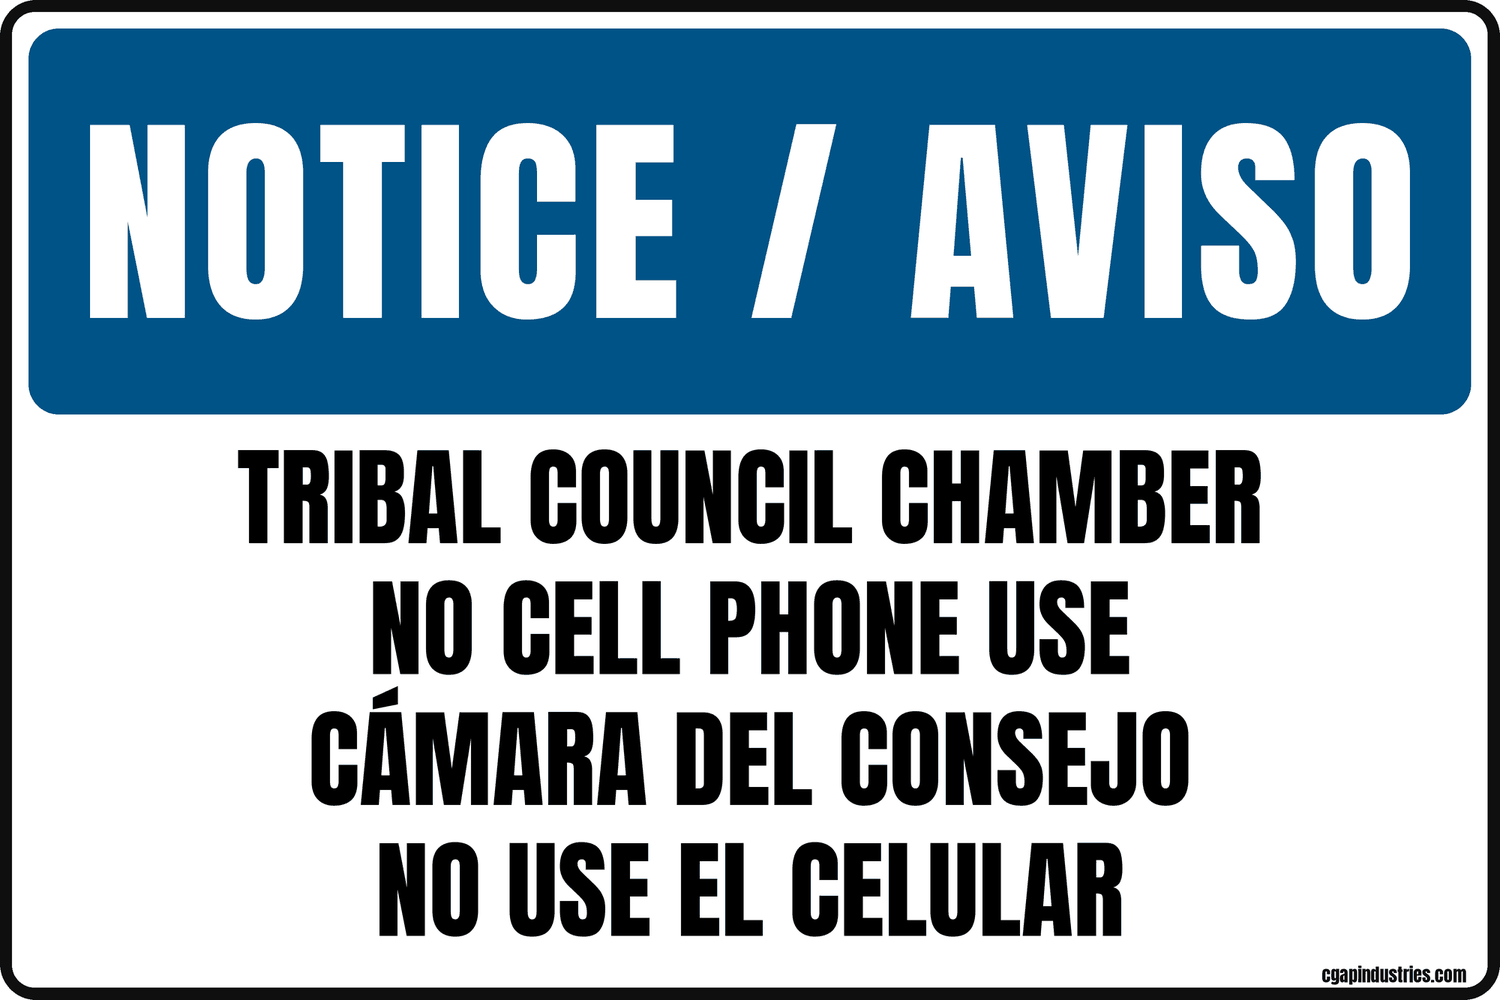 NOTICE / AVISO
TRIBAL COUNCIL CHAMBER
NO CELL PHONE USE
CÁMARA DEL CONSEJO
NO USE EL CELULAR
cgapindustries.com